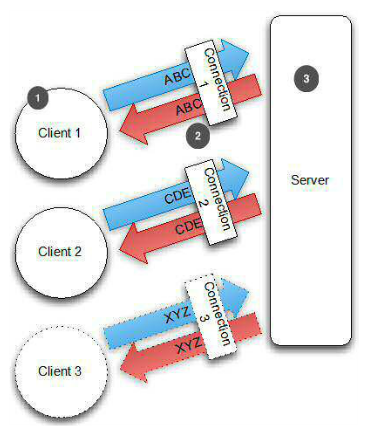 1
Client 1
ABC
ABC
Connection
1
2
3
Server
Client 2
CDE
CDE
Connection
2
Client 3
XYZ
XYZ
Connection
3